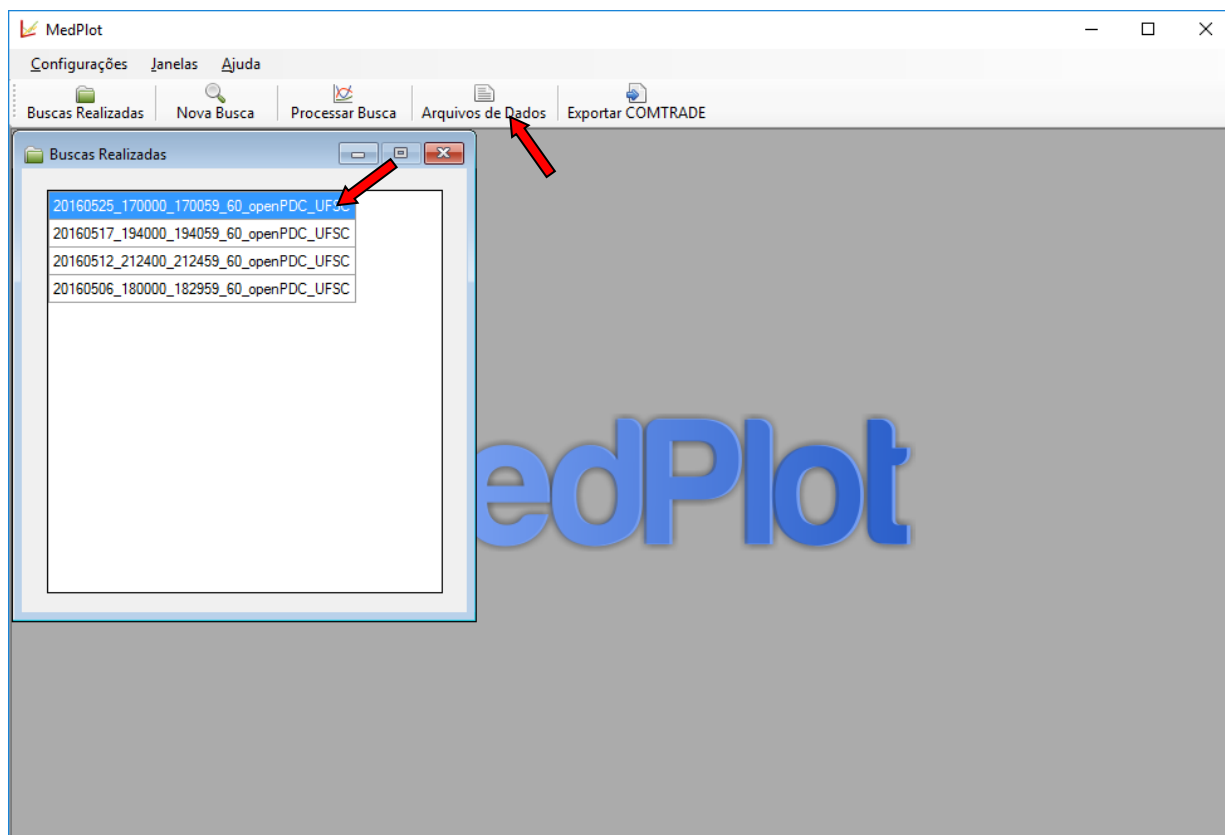 MedPlot
Configurações Janelas Ajuda
Buscas Realizadas Nova Busca Processar Busca Arquivos de Dados Exportar COMTRADE
Buscas Realizadas
20160525_170000_170059_60_openPDC_UFSC
20160517_194000_194059_60_openPDC_UFSC
20160512_212400_212459_60_openPDC_UFSC
20160506_180000_182959_60_openPDC_UFSC
edPlot